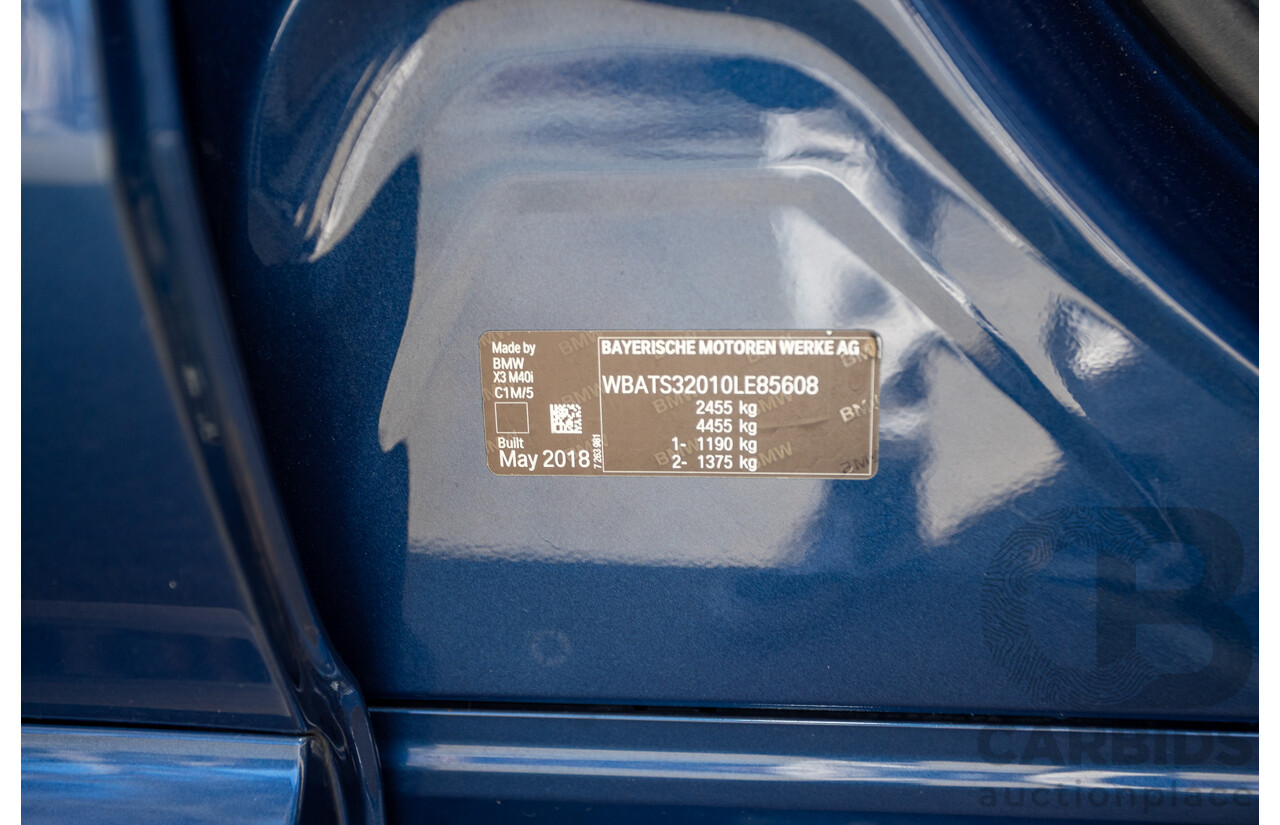 Made by
BMW
X3 M40i
C1M/5
Built
May 2018
7 263 981
BAYERISCHE MOTOREN WERKE AG
WBATS32010LE85608
2455 kg
4455 kg
1- 1190 kg
2- 1375 kg
CB
CARBIDS
auctionplace